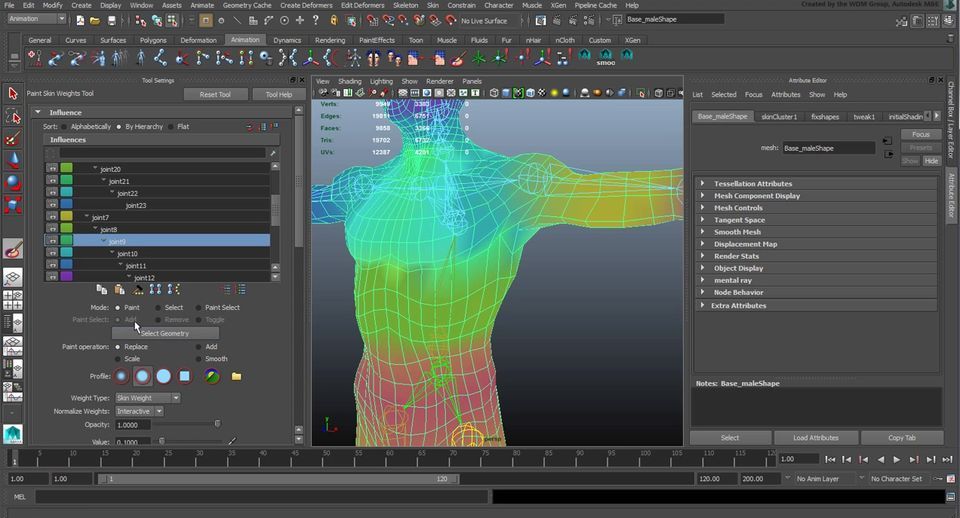 File Edit Modify Create Display Window Assets Animate Geometry Cache Create Deformers Edit Deformers Skeleton Skin Constrain Character Muscle XGen Pipeline Cache Help
Created by the WDM Group, Autodesk M&E
Animation No Live Surface Base_maleShape
General Curves Surfaces Polygons Deformation Animation Dynamics Rendering PaintEffects Toon Muscle Fluids Fur nHair nCloth Custom XGen
smoo
Tool Settings
Paint Skin Weights Tool Reset Tool Tool Help
Influence
Sort: Alphabetically By Hierarchy Flat
Influences
joint20
joint21
joint22
joint23
joint7
joint8
joint9
joint10
joint11
joint12
Mode: Paint Select Paint Select
Paint Select: Add Remove Toggle
Select Geometry
Paint operation: Replace Add
Scale Smooth
Profile:
Weight Type: Skin Weight
Normalize Weights: Interactive
Opacity: 1.0000
Value: 0.1000
View Shading Lighting Show Renderer Panels
Verts: 0
Edges: 19811 0
Faces: 9858 0
Tris: 19702 0
UVs: 12387 0
y
persp
Attribute Editor
List Selected Focus Attributes Show Help
Base_maleShape skinCluster1 fixshapes tweak1 initialShadin
mesh: Base_maleShape
Focus
Presets
Show Hide
Tessellation Attributes
Mesh Component Display
Mesh Controls
Tangent Space
Smooth Mesh
Displacement Map
Render Stats
Object Display
mental ray
Node Behavior
Extra Attributes
Notes: Base_maleShape
Select Load Attributes Copy Tab
Channel Box / Layer Editor
Attribute Editor
1 5 10 15 20 25 30 35 40 45 50 55 60 65 70 75 80 85 90 95 100 105 110 115 120 1.00
1.00 1.00 1 120 120.00 200.00 No Anim Layer No Character Set
MEL